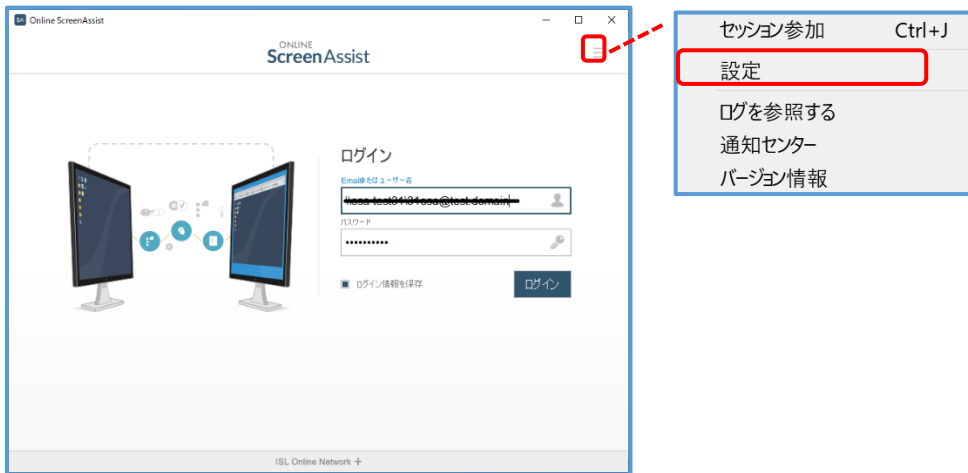 Online ScreenAssist
ONLINE
ScreenAssist
ログイン
Emailまたはユーザー名
パスワード
ログイン情報を保存
ログイン
ISL Online Network +
セッション参加 Ctrl+J
設定
ログを参照する
通知センター
バージョン情報